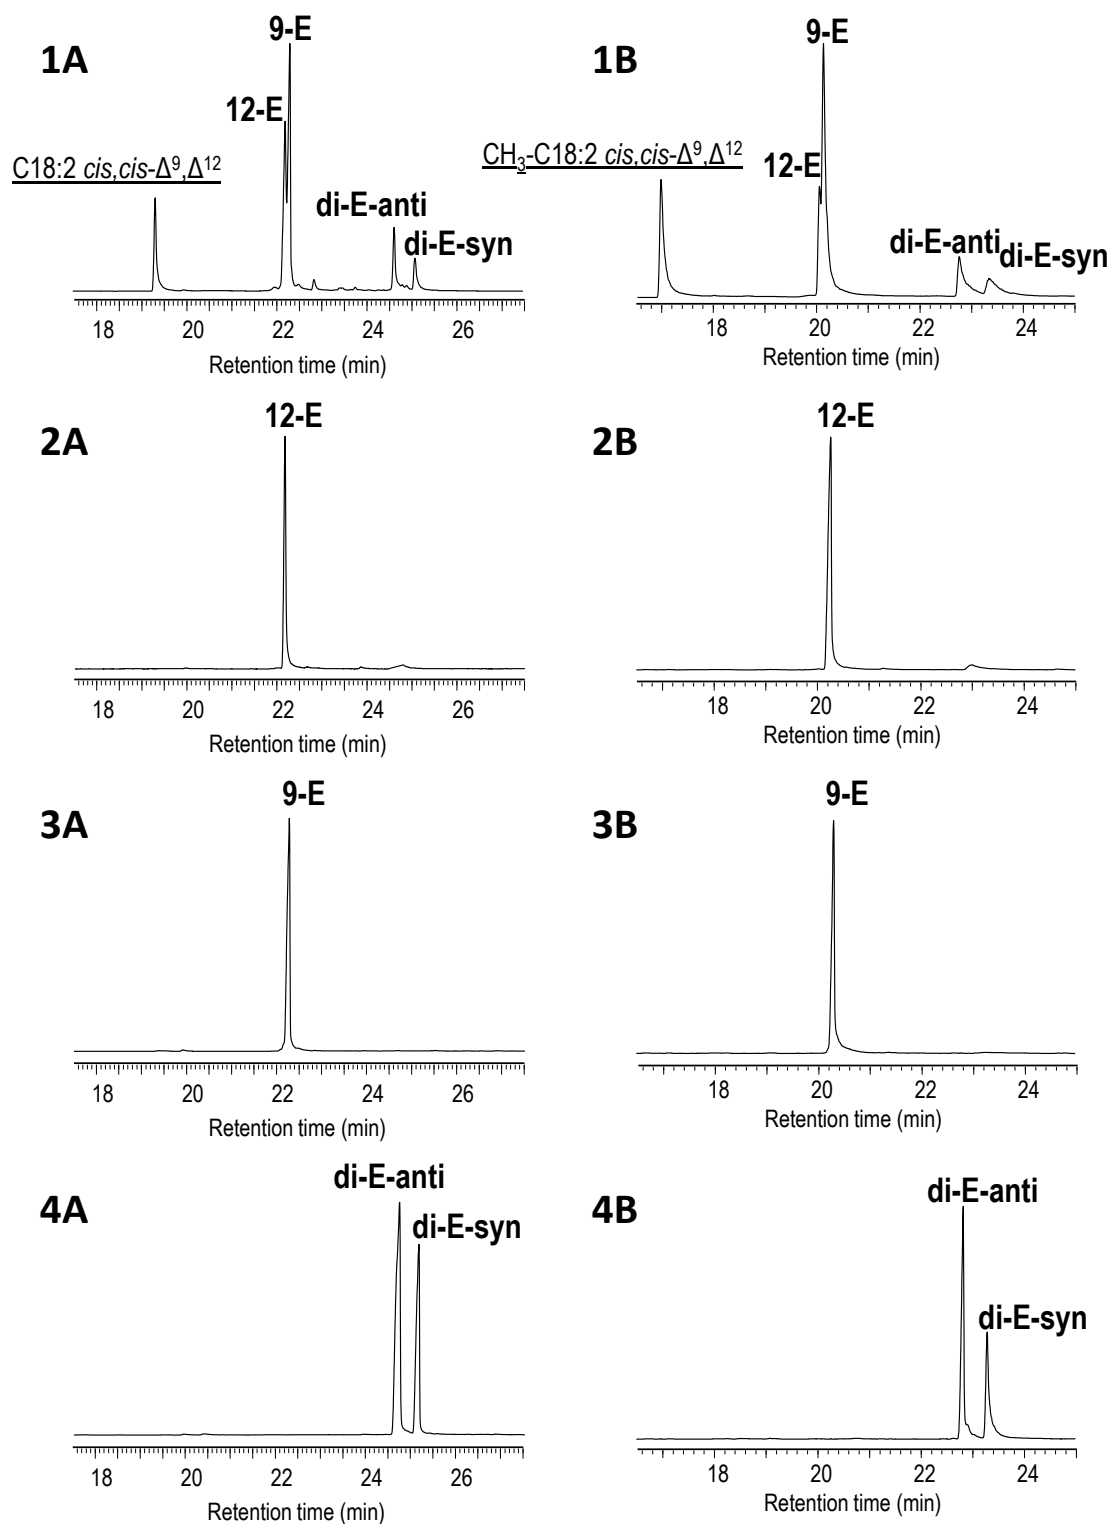 1A
9-E
12-E
C18:2 cis,cis-Δ⁹,Δ¹²
di-E-anti
di-E-syn
18 20 22 24 26
Retention time (min)
1B
9-E
12-E
CH₃-C18:2 cis,cis-Δ⁹,Δ¹²
di-E-anti
di-E-syn
18 20 22 24
Retention time (min)
2A
12-E
18 20 22 24 26
Retention time (min)
2B
12-E
18 20 22 24
Retention time (min)
3A
9-E
18 20 22 24 26
Retention time (min)
3B
9-E
18 20 22 24
Retention time (min)
4A
di-E-anti
di-E-syn
18 20 22 24 26
Retention time (min)
4B
di-E-anti
di-E-syn
18 20 22 24
Retention time (min)